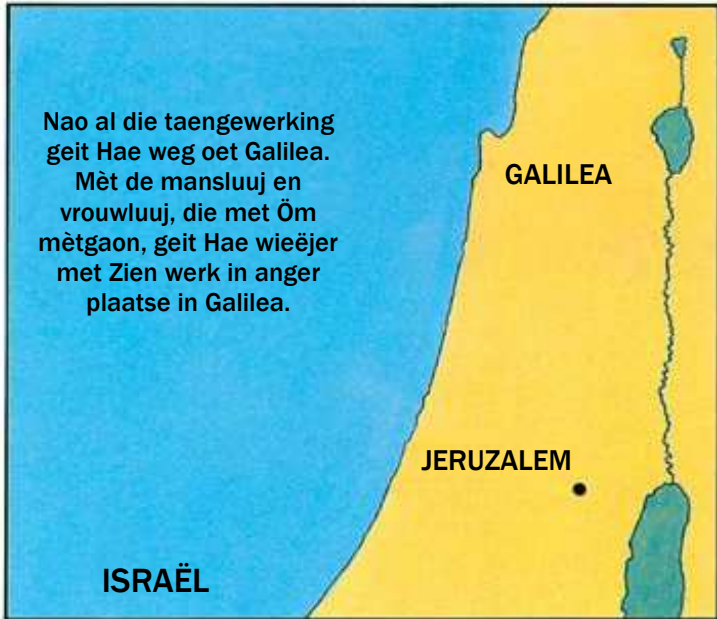 Nao al die taengewerking
geit Hae weg oet Galilea.
Mèt de mansluuj en
vrouwluuj, die met Öm
mètgaon, geit Hae wieëjer
met Zien werk in anger
plaatse in Galilea.
GALILEA
JERUZALEM
ISRAËL